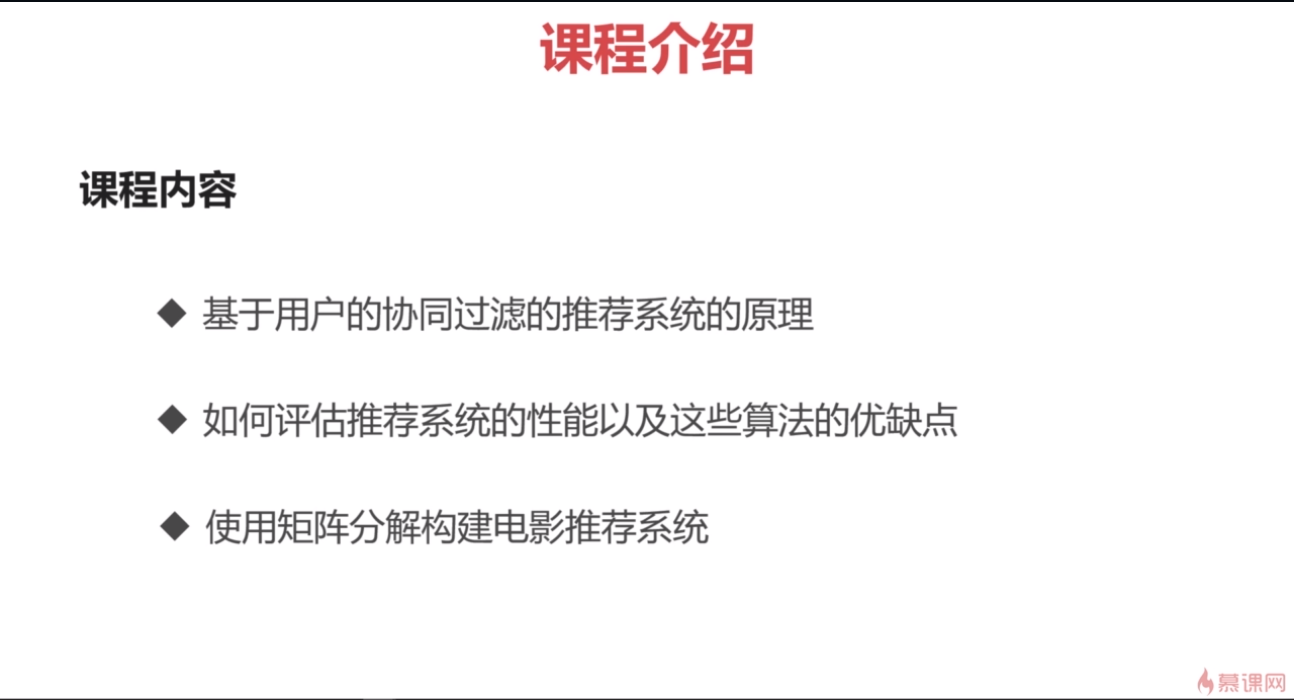 课程介绍
课程内容
◆ 基于用户的协同过滤的推荐系统的原理
◆ 如何评估推荐系统的性能以及这些算法的优缺点
◆ 使用矩阵分解构建电影推荐系统
慕课网